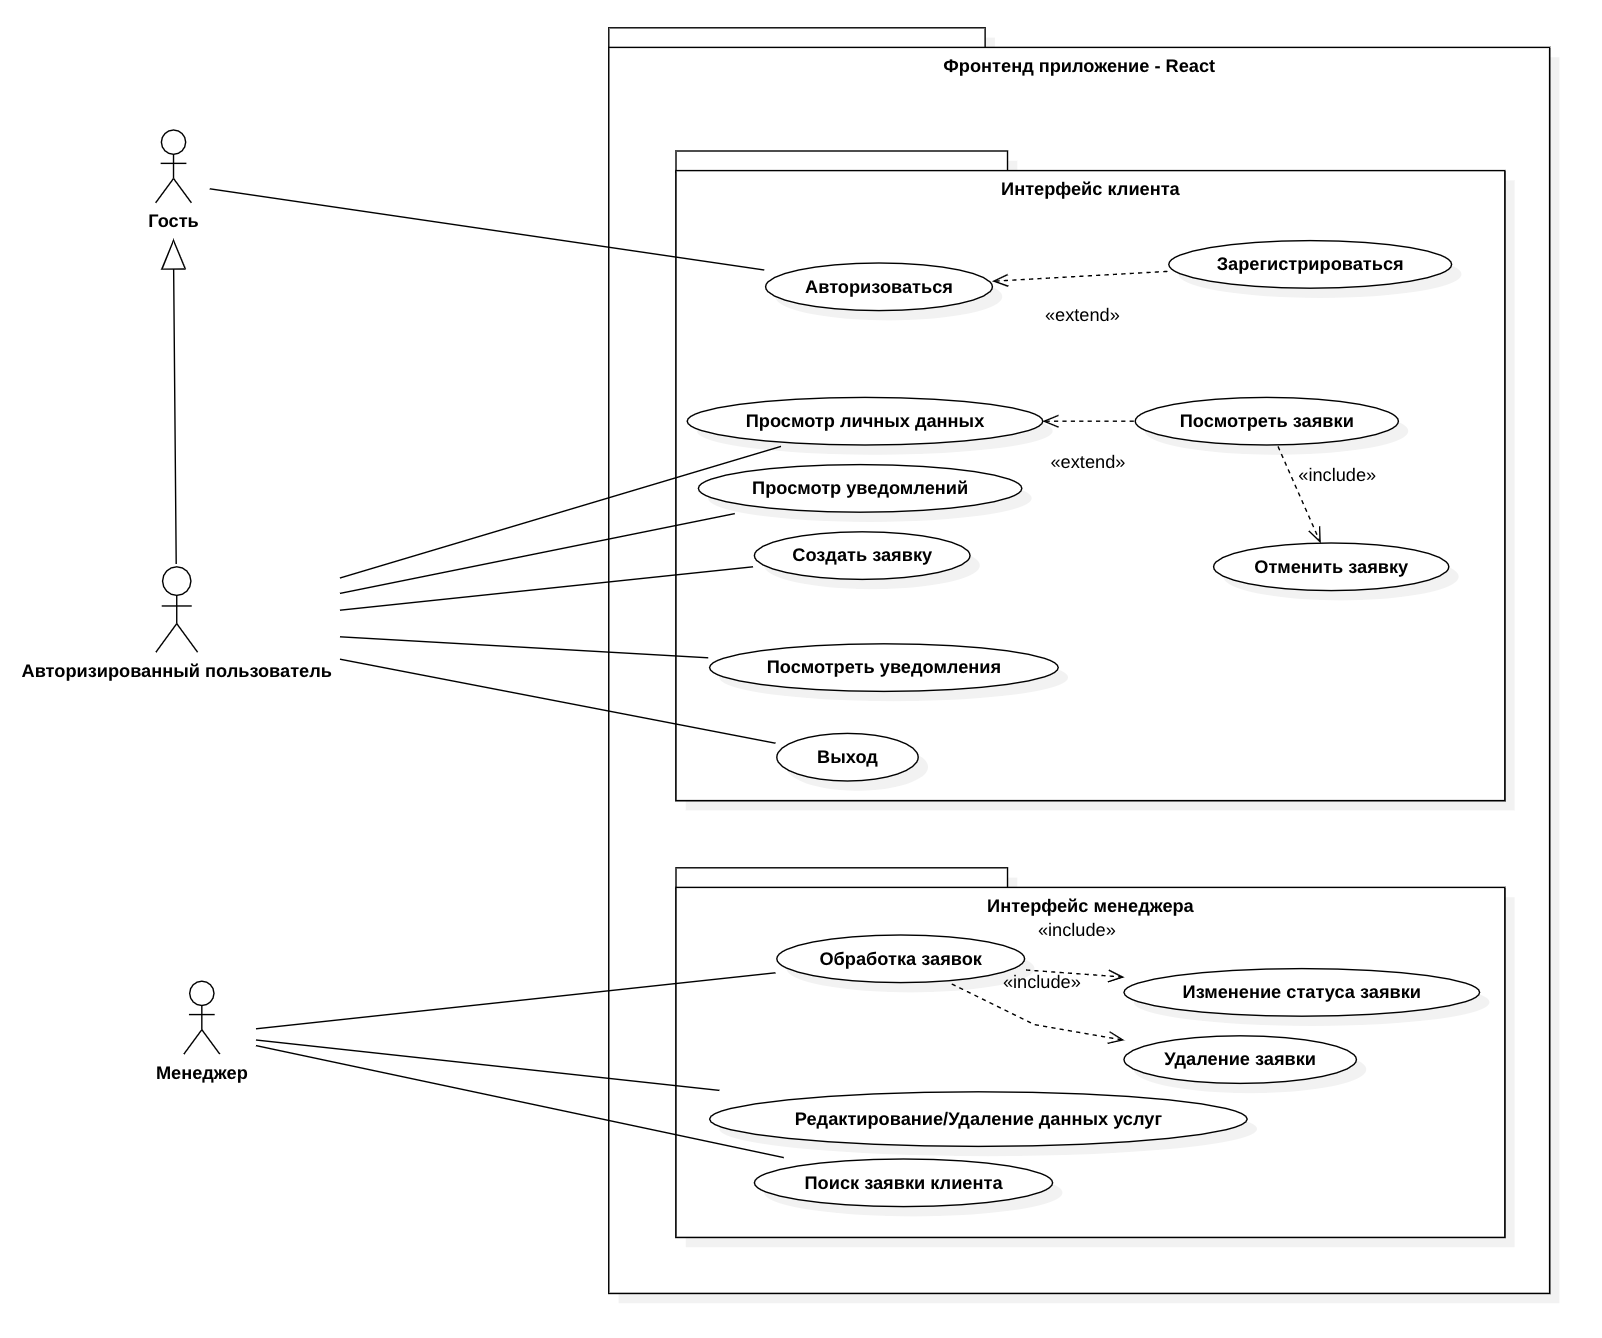 Фронтенд приложение - React
Интерфейс клиента
Гость
Авторизоваться
Зарегистрироваться
«extend»
Просмотр личных данных
Посмотреть заявки
«extend»
«include»
Просмотр уведомлений
Создать заявку
Отменить заявку
Авторизированный пользователь
Посмотреть уведомления
Выход
Интерфейс менеджера
«include»
Обработка заявок
«include»
Изменение статуса заявки
Удаление заявки
Менеджер
Редактирование/Удаление данных услуг
Поиск заявки клиента